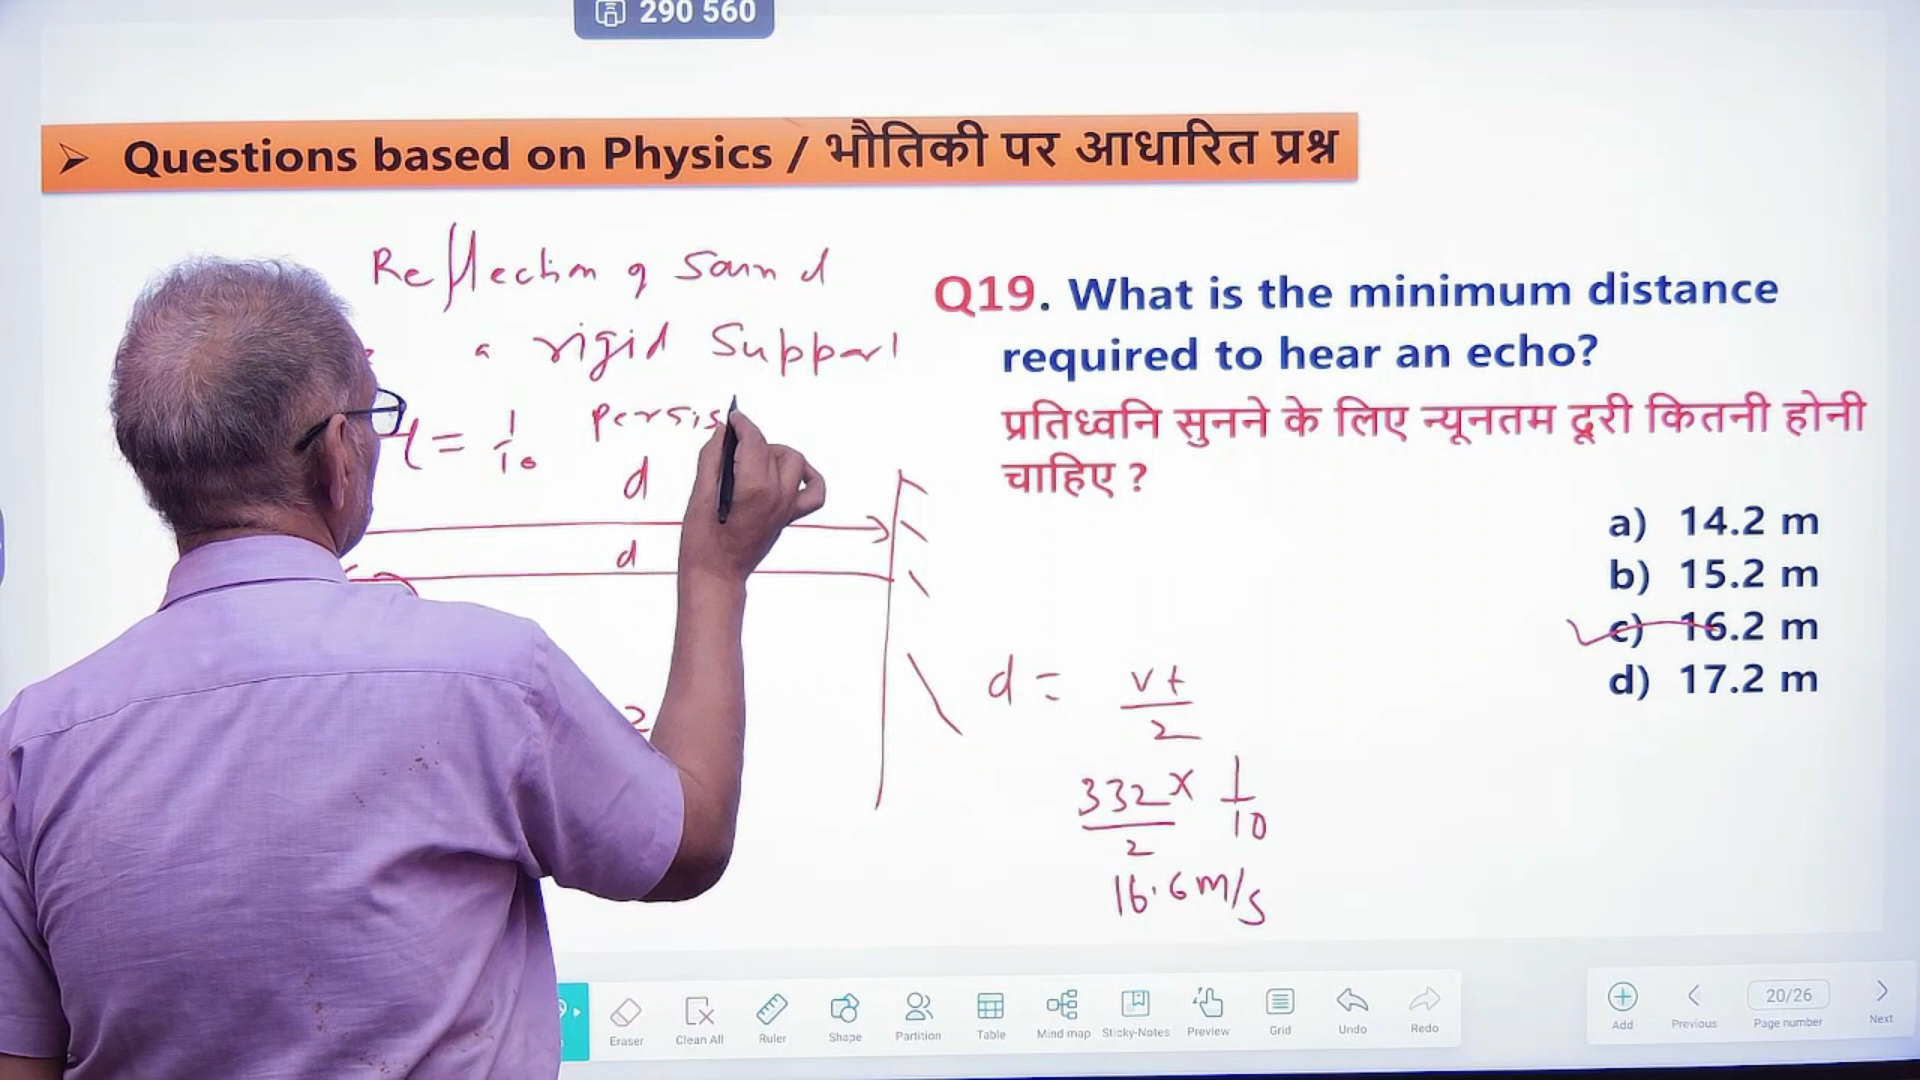 290 560
➢ Questions based on Physics / भौतिकी पर आधारित प्रश्न
Reflection of Sound
a rigid Support
t = 1/10 Persis
d
d
2
Q19. What is the minimum distance
required to hear an echo?
प्रतिध्वनि सुनने के लिए न्यूनतम दूरी कितनी होनी
चाहिए ?
a) 14.2 m
b) 15.2 m
c) 16.2 m
d) 17.2 m
d = vt/2
332/2 × 1/10
16.6 m/s
Eraser Clean All Ruler Shape Partition Table Mind map Sticky-Notes Preview Grid Undo Redo
Add Previous 20/26 Page number Next